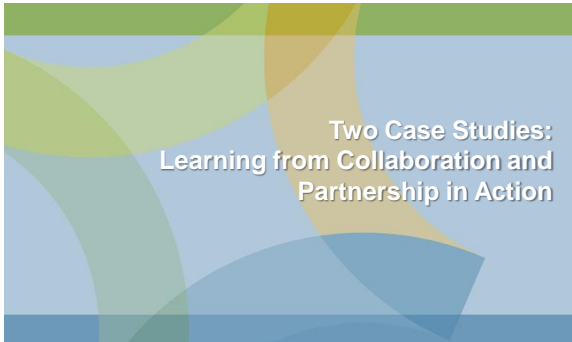 Two Case Studies:
Learning from Collaboration and
Partnership in Action